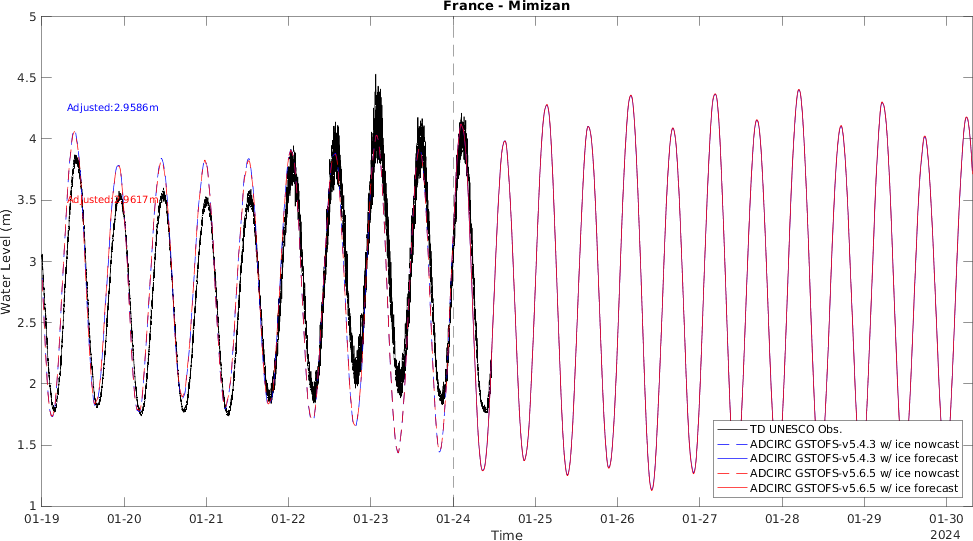 France - Mimizan
5
4.5
4
3.5
3
2.5
2
1.5
1
Water Level (m)
Adjusted:2.9586m
Adjusted:2.9617m
TD UNESCO Obs.
ADCIRC GSTOFS-v5.4.3 w/ ice nowcast
ADCIRC GSTOFS-v5.4.3 w/ ice forecast
ADCIRC GSTOFS-v5.6.5 w/ ice nowcast
ADCIRC GSTOFS-v5.6.5 w/ ice forecast
01-19 01-20 01-21 01-22 01-23 01-24 01-25 01-26 01-27 01-28 01-29 01-30
Time
2024